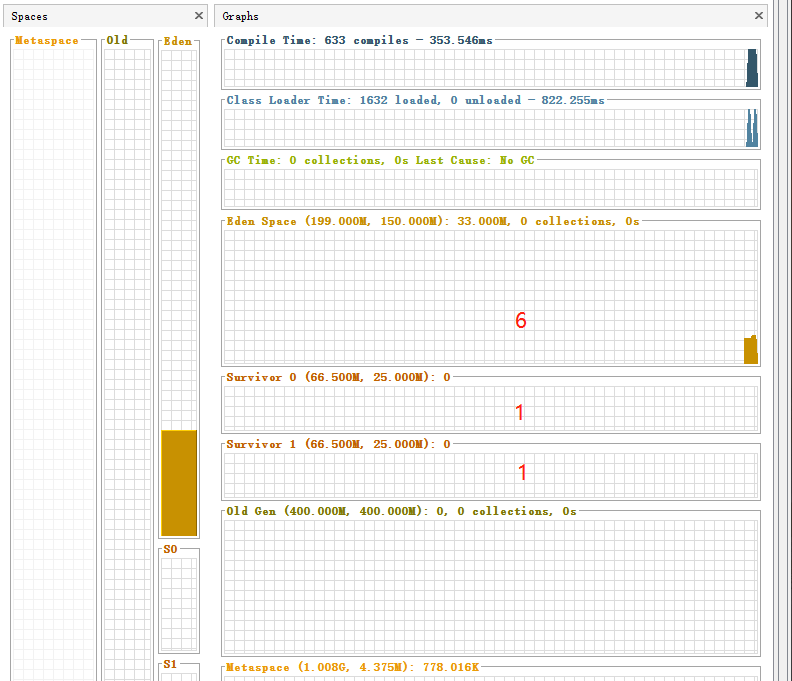 Spaces
Graphs
Metaspace
Old
Eden
S0
S1
Compile Time: 633 compiles - 353.546ms
Class Loader Time: 1632 loaded, 0 unloaded - 822.255ms
GC Time: 0 collections, 0s Last Cause: No GC
Eden Space (199.000M, 150.000M): 33.000M, 0 collections, 0s
6
Survivor 0 (66.500M, 25.000M): 0
1
Survivor 1 (66.500M, 25.000M): 0
1
Old Gen (400.000M, 400.000M): 0, 0 collections, 0s
Metaspace (1.008G, 4.375M): 778.016K